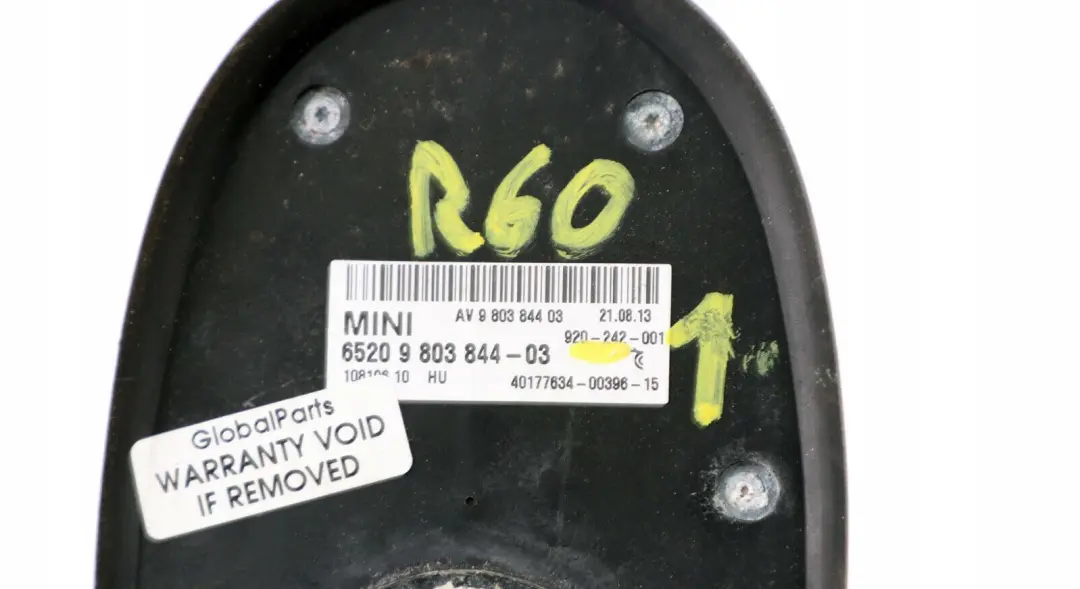 R60
AV 9 803 844 03 21.08.13
MINI
920-242-001
6520 9 803 844-03
10 HU 40177634-00396-15
1
GlobalParts
WARRANTY VOID
IF REMOVED